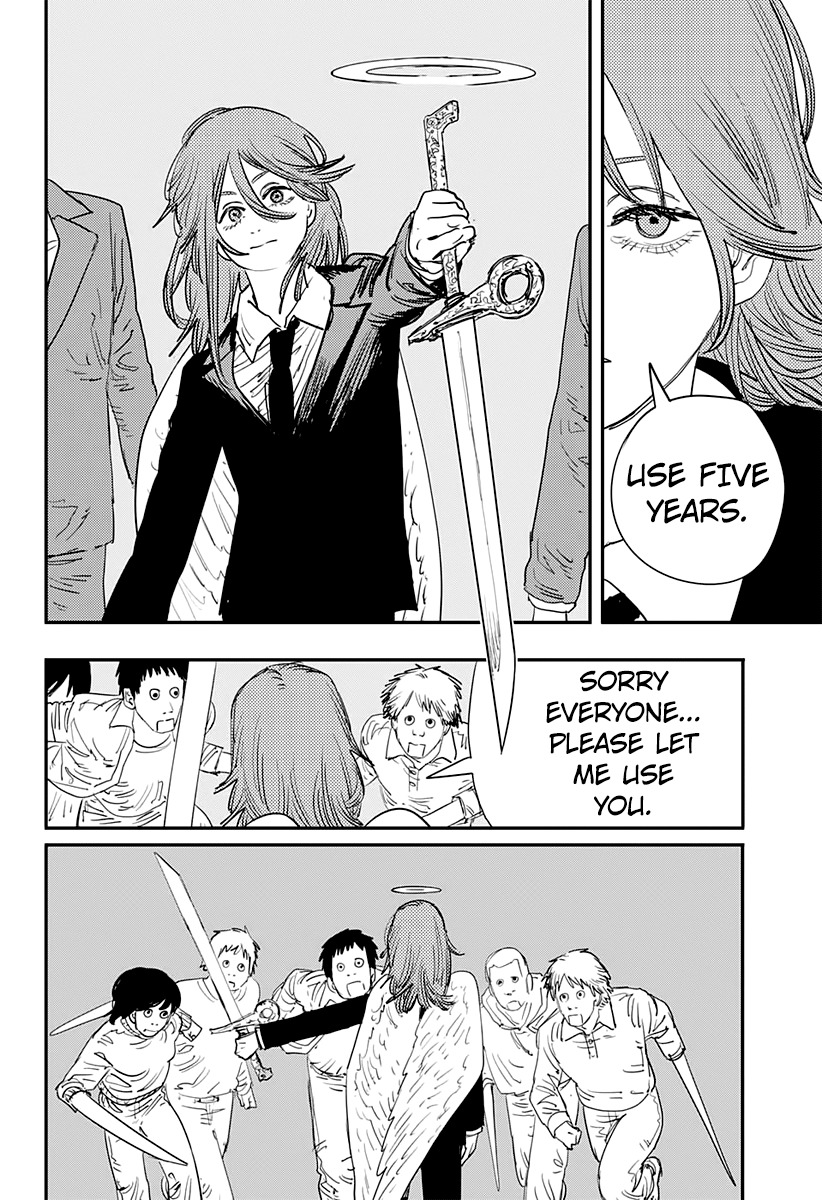 USE FIVE
YEARS.
SORRY
EVERYONE...
PLEASE LET
ME USE
YOU.